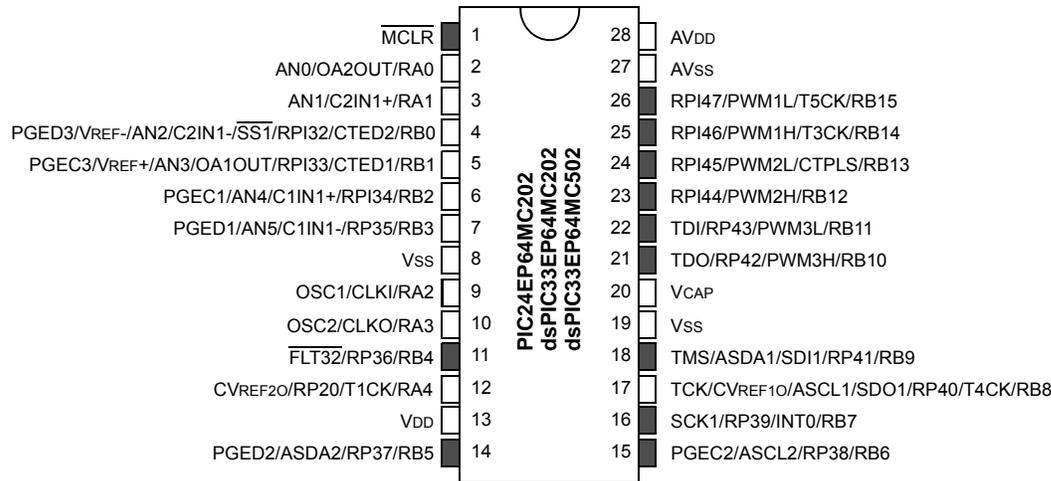 MCLR 1 28 AVDD
AN0/OA2OUT/RA0 2 27 AVSS
AN1/C2IN1+/RA1 3 26 RPI47/PWM1L/T5CK/RB15
PGED3/VREF-/AN2/C2IN1-/SS1/RPI32/CTED2/RB0 4 25 RPI46/PWM1H/T3CK/RB14
PGEC3/VREF+/AN3/OA1OUT/RPI33/CTED1/RB1 5 24 RPI45/PWM2L/CTPLS/RB13
PGEC1/AN4/C1IN1+/RPI34/RB2 6 23 RPI44/PWM2H/RB12
PGED1/AN5/C1IN1-/RP35/RB3 7 22 TDI/RP43/PWM3L/RB11
VSS 8 21 TDO/RP42/PWM3H/RB10
OSC1/CLKI/RA2 9 20 VCAP
OSC2/CLKO/RA3 10 19 VSS
FLT32/RP36/RB4 11 18 TMS/ASDA1/SDI1/RP41/RB9
CVREF2O/RP20/T1CK/RA4 12 17 TCK/CVREF1O/ASCL1/SDO1/RP40/T4CK/RB8
VDD 13 16 SCK1/RP39/INT0/RB7
PGED2/ASDA2/RP37/RB5 14 15 PGEC2/ASCL2/RP38/RB6
PIC24EP64MC202
dsPIC33EP64MC202
dsPIC33EP64MC502